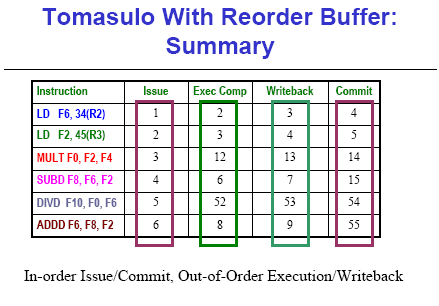 Tomasulo With Reorder Buffer:
Summary
Instruction Issue Exec Comp Writeback Commit
LD F6, 34(R2) 1 2 3 4
LD F2, 45(R3) 2 3 4 5
MULT F0, F2, F4 3 12 13 14
SUBD F8, F6, F2 4 6 7 15
DIVD F10, F0, F6 5 52 53 54
ADDD F6, F8, F2 6 8 9 55
In-order Issue/Commit, Out-of-Order Execution/Writeback